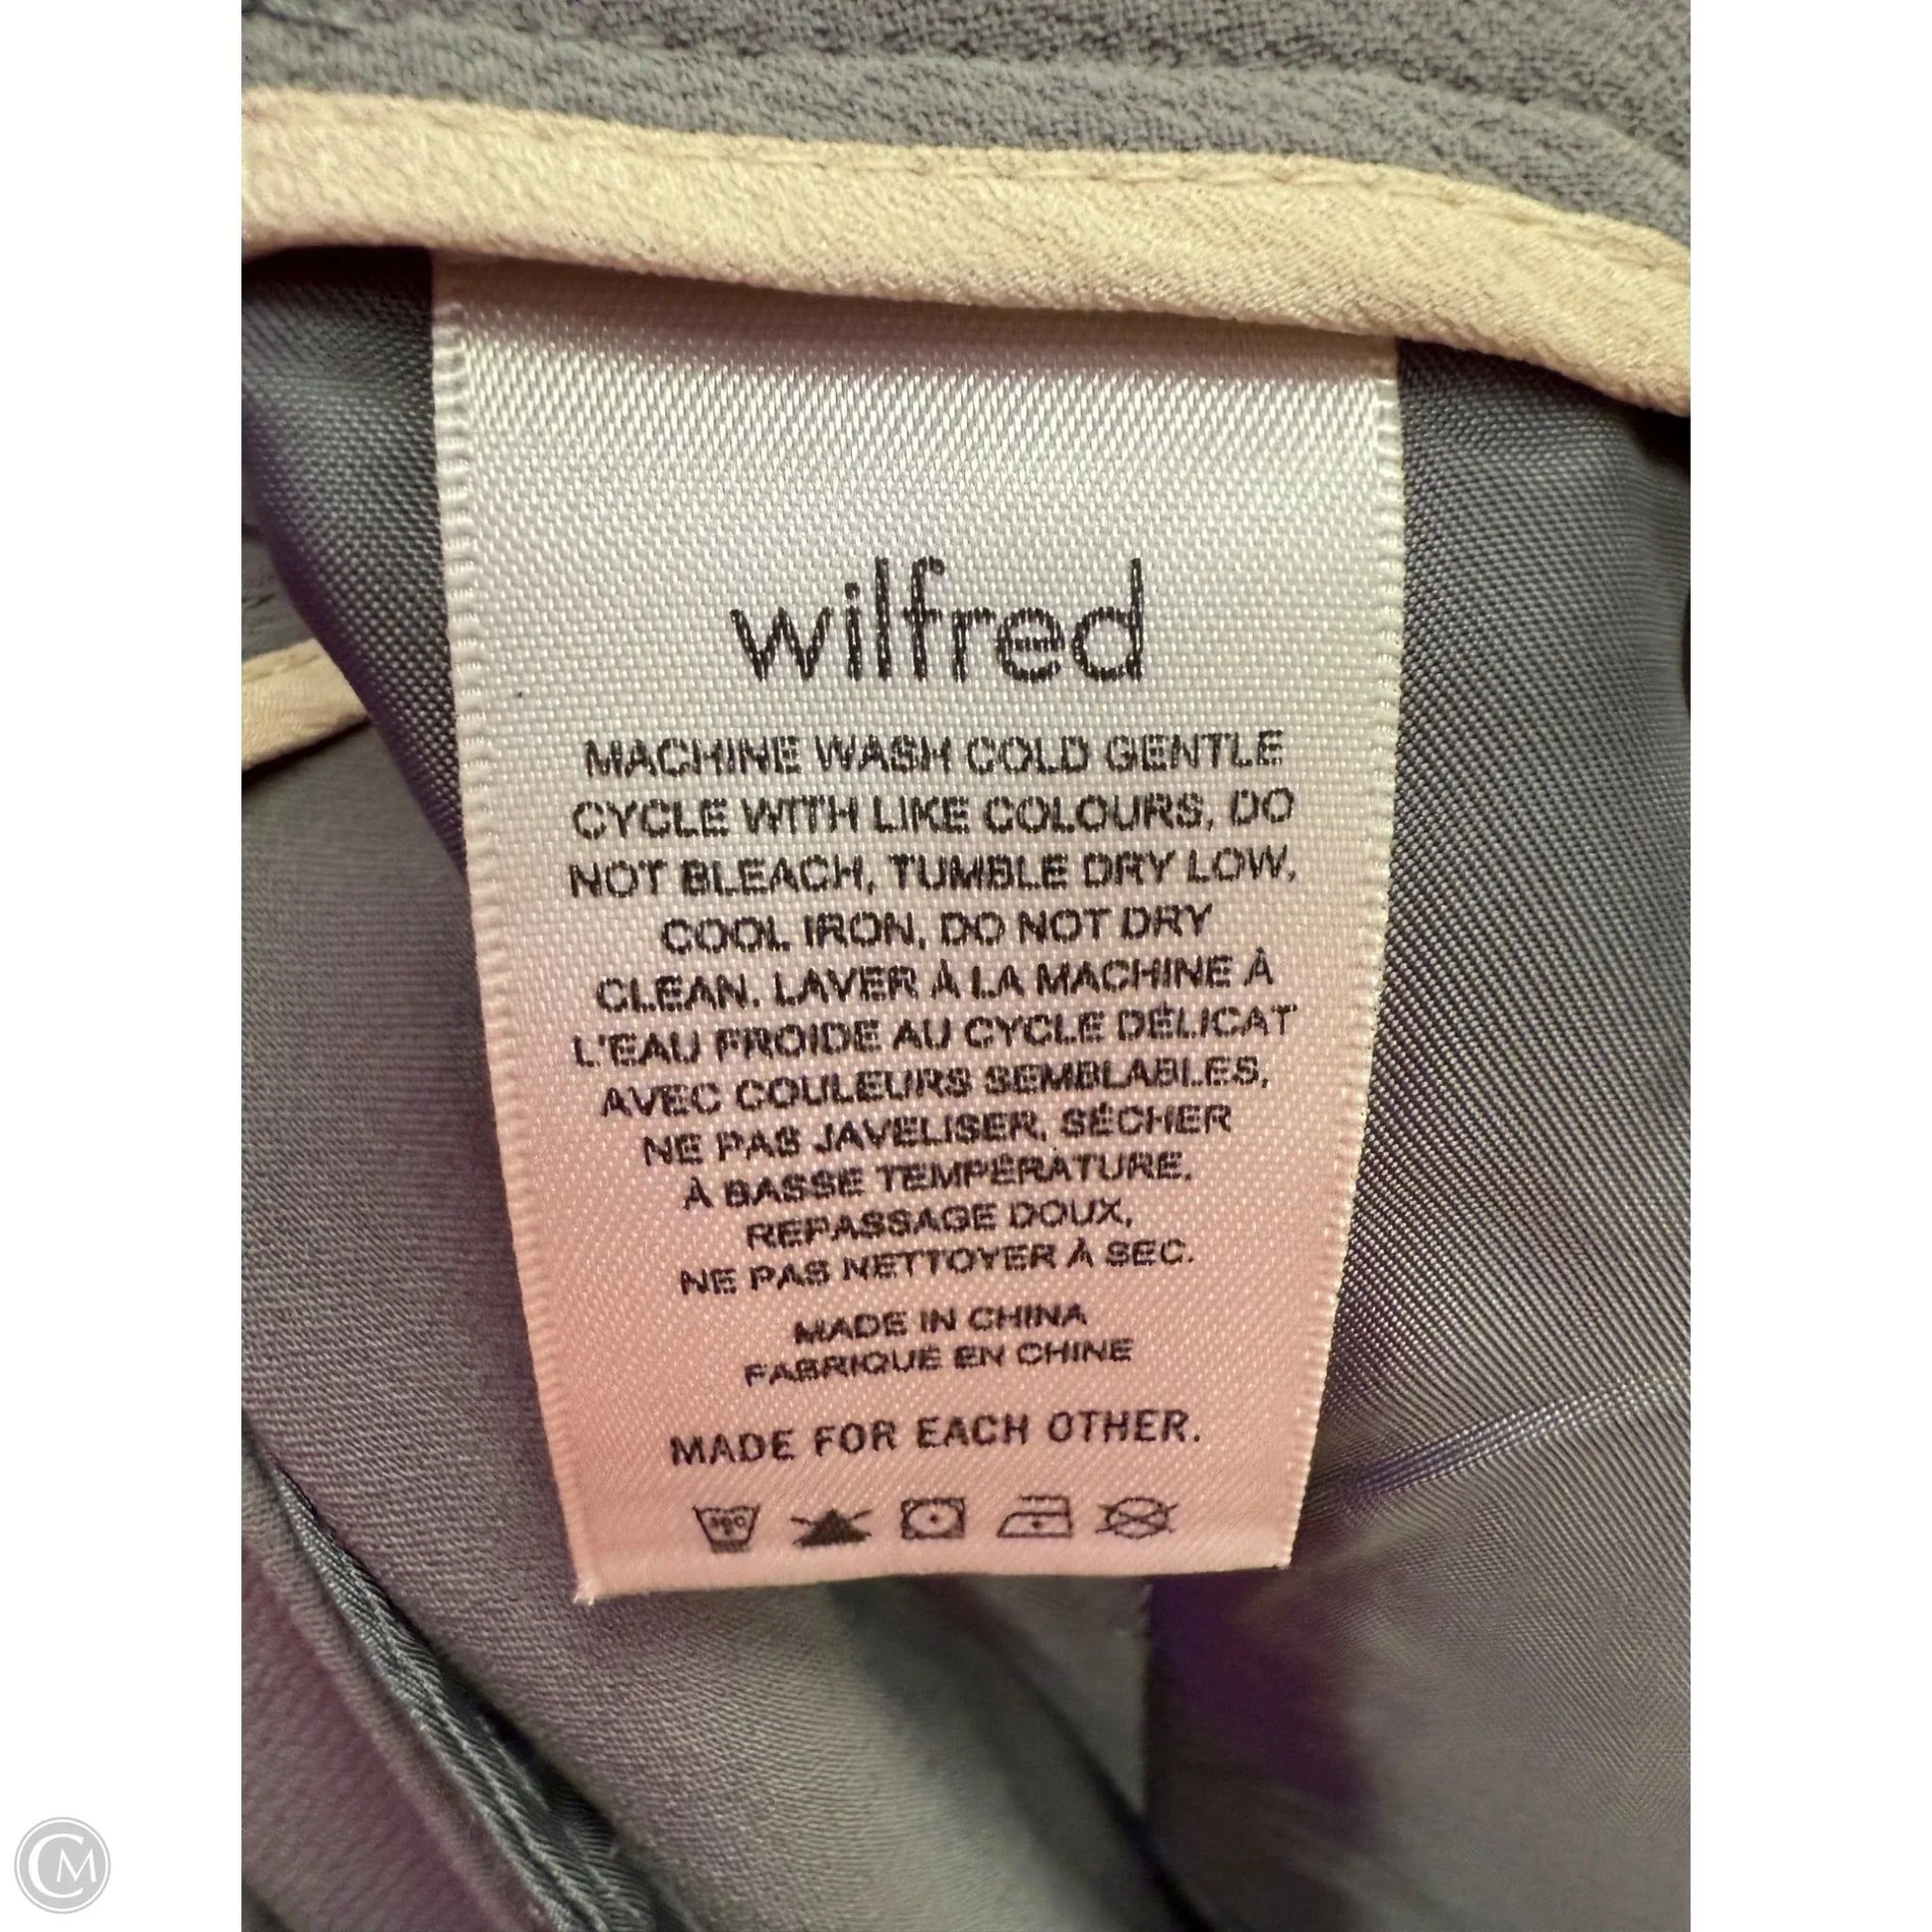 wilfred
MACHINE WASH COLD GENTLE
CYCLE WITH LIKE COLOURS, DO
NOT BLEACH, TUMBLE DRY LOW,
COOL IRON, DO NOT DRY
CLEAN. LAVER À LA MACHINE À
L'EAU FROIDE AU CYCLE DÉLICAT
AVEC COULEURS SEMBLABLES,
NE PAS JAVELISER, SÉCHER
À BASSE TEMPÉRATURE,
REPASSAGE DOUX,
NE PAS NETTOYER À SEC.
MADE IN CHINA
FABRIQUÉ EN CHINE
MADE FOR EACH OTHER.
30C
CM